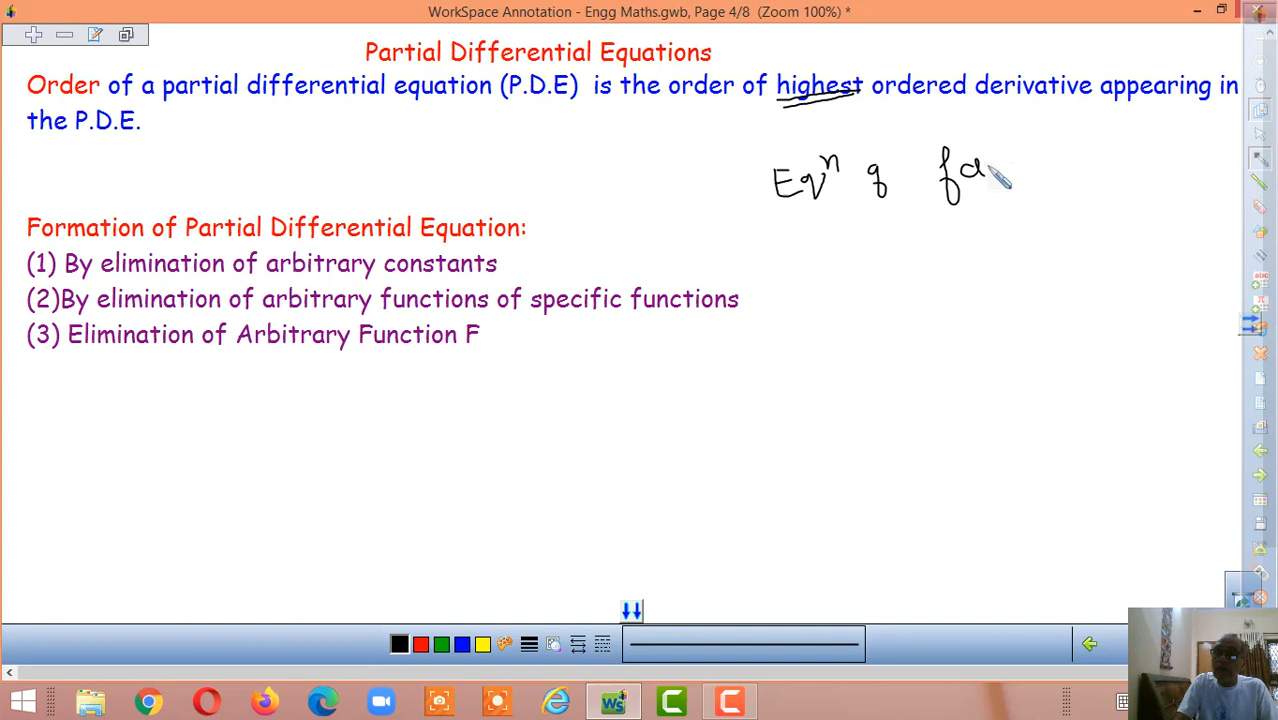 WorkSpace Annotation - Engg Maths.gwb, Page 4/8 (Zoom 100%) *
Partial Differential Equations
Order of a partial differential equation (P.D.E) is the order of highest ordered derivative appearing in
the P.D.E.
Eqⁿ
Formation of Partial Differential Equation:
(1) By elimination of arbitrary constants
(2)By elimination of arbitrary functions of specific functions
(3) Elimination of Arbitrary Function F